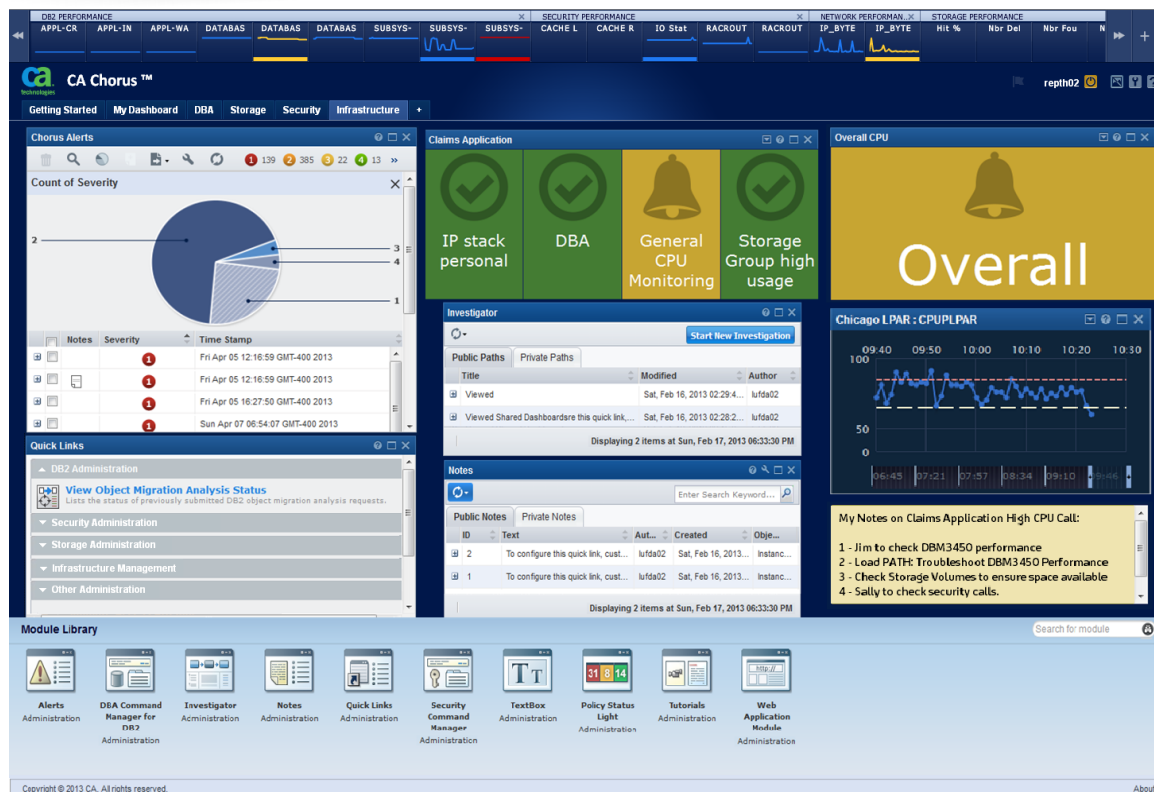 DB2 PERFORMANCE
SECURITY PERFORMANCE
NETWORK PERFORMAN...
STORAGE PERFORMANCE
APPL-CR APPL-IN APPL-WA DATABAS DATABAS DATABAS SUBSYS- SUBSYS- SUBSYS- CACHE L CACHE R IO Stat RACROUT RACROUT IP_BYTE IP_BYTE Hit % Nbr Del Nbr Fou N
ca
technologies
CA Chorus ™
repth02
Getting Started My Dashboard DBA Storage Security Infrastructure +
Chorus Alerts
1 139 2 385 3 22 4 13 »
Count of Severity
2
3
4
1
Notes Severity Time Stamp
1 Fri Apr 05 12:16:59 GMT-400 2013
1 Fri Apr 05 12:16:59 GMT-400 2013
1 Fri Apr 05 16:27:50 GMT-400 2013
1 Sun Apr 07 06:54:07 GMT-400 2013
Quick Links
DB2 Administration
View Object Migration Analysis Status
Lists the status of previously submitted DB2 object migration analysis requests.
Security Administration
Storage Administration
Infrastructure Management
Other Administration
Claims Application
IP stack
personal
DBA
General
CPU
Monitoring
Storage
Group high
usage
Investigator
Start New Investigation
Public Paths Private Paths
Title Modified Author
Viewed Sat, Feb 16, 2013 02:29:4... lufda02
Viewed Shared Dashboardsre this quick link,... Sat, Feb 16, 2013 02:28:2... lufda02
Displaying 2 items at Sun, Feb 17, 2013 06:33:30 PM
Notes
Enter Search Keyword...
Public Notes Private Notes
ID Text Aut... Created Obje...
2 To configure this quick link, cust... lufda02 Sat, Feb 16, 2013... Instanc...
1 To configure this quick link, cust... lufda02 Sat, Feb 16, 2013... Instanc...
Displaying 2 items at Sun, Feb 17, 2013 06:33:30 PM
Overall CPU
Overall
Chicago LPAR : CPUPLPAR
09:40 09:50 10:00 10:10 10:20 10:30
100
50
0
06:45 07:21 07:57 08:34 09:10 09:46
My Notes on Claims Application High CPU Call:
1 - Jim to check DBM3450 performance
2 - Load PATH: Troubleshoot DBM3450 Performance
3 - Check Storage Volumes to ensure space available
4 - Sally to check security calls.
Module Library
Search for module
Alerts
Administration
DBA Command
Manager for
DB2
Administration
Investigator
Administration
Notes
Administration
Quick Links
Administration
Security
Command
Manager
Administration
TT
TextBox
Administration
31 8 14
Policy Status
Light
Administration
Tutorials
Administration
http://
Web
Application
Module
Administration
Copyright © 2013 CA. All rights reserved.
About